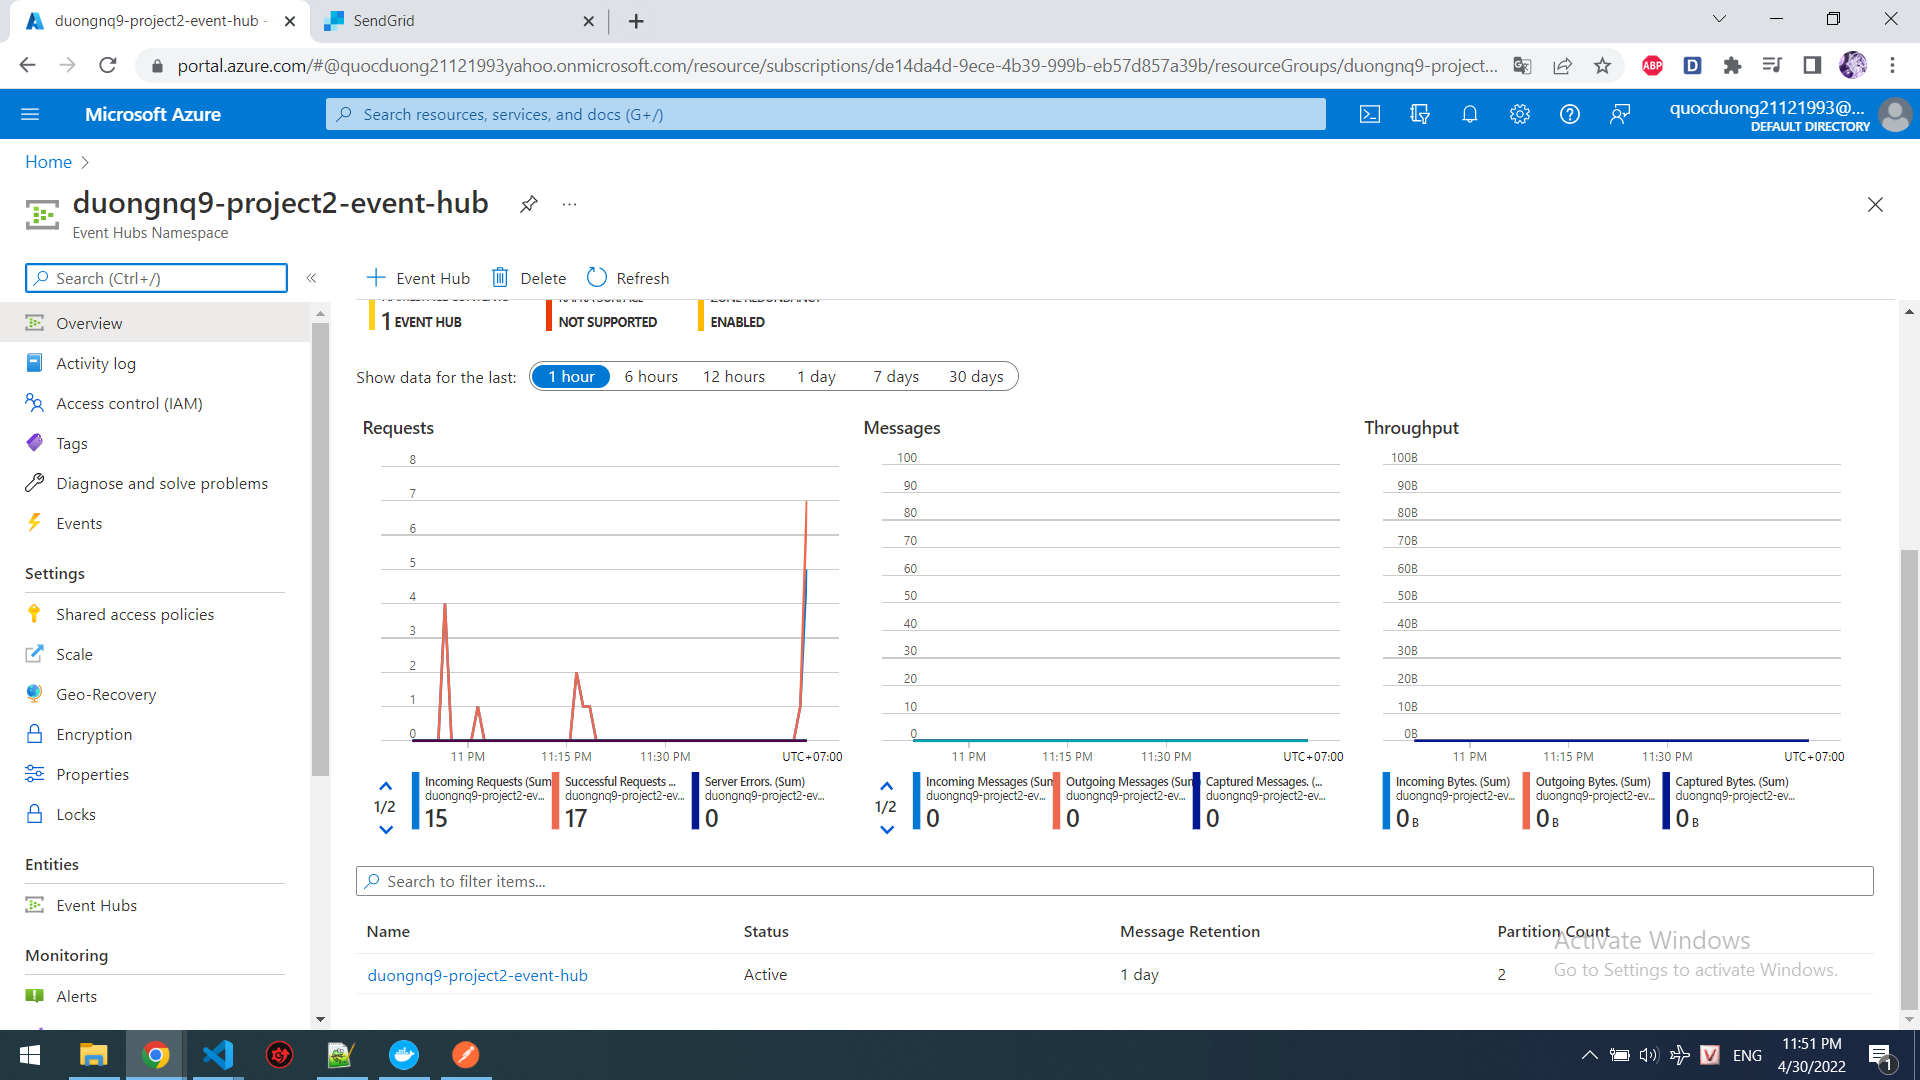 duongnq9-project2-event-hub -
SendGrid
portal.azure.com/#@quocduong21121993yahoo.onmicrosoft.com/resource/subscriptions/de14da4d-9ece-4b39-999b-eb57d857a39b/resourceGroups/duongnq9-project...
ABP
D
Microsoft Azure
Search resources, services, and docs (G+/)
quocduong21121993@...
DEFAULT DIRECTORY
Home
duongnq9-project2-event-hub
...
Event Hubs Namespace
Search (Ctrl+/)
«
Event Hub
Delete
Refresh
Overview
Activity log
Access control (IAM)
Tags
Diagnose and solve problems
Events
Settings
Shared access policies
Scale
Geo-Recovery
Encryption
Properties
Locks
Entities
Event Hubs
Monitoring
Alerts
1 EVENT HUB
NOT SUPPORTED
ZONE REDUNDANCY
ENABLED
Show data for the last:
1 hour
6 hours
12 hours
1 day
7 days
30 days
Requests
8
7
6
5
4
3
2
1
0
11 PM
11:15 PM
11:30 PM
UTC+07:00
1/2
Incoming Requests (Sum
duongnq9-project2-ev...
15
Successful Requests ...
duongnq9-project2-ev...
17
Server Errors. (Sum)
duongnq9-project2-ev...
0
Messages
100
90
80
70
60
50
40
30
20
10
0
11 PM
11:15 PM
11:30 PM
UTC+07:00
1/2
Incoming Messages (Sum
duongnq9-project2-ev...
0
Outgoing Messages (Sum
duongnq9-project2-ev...
0
Captured Messages. (...
duongnq9-project2-ev...
0
Throughput
100B
90B
80B
70B
60B
50B
40B
30B
20B
10B
0B
11 PM
11:15 PM
11:30 PM
UTC+07:00
Incoming Bytes. (Sum)
duongnq9-project2-ev...
0 B
Outgoing Bytes. (Sum)
duongnq9-project2-ev...
0 B
Captured Bytes. (Sum)
duongnq9-project2-ev...
0 B
Search to filter items...
Name
Status
Message Retention
Partition Count
duongnq9-project2-event-hub
Active
1 day
2
Activate Windows
Go to Settings to activate Windows.
V
ENG
11:51 PM
4/30/2022
1